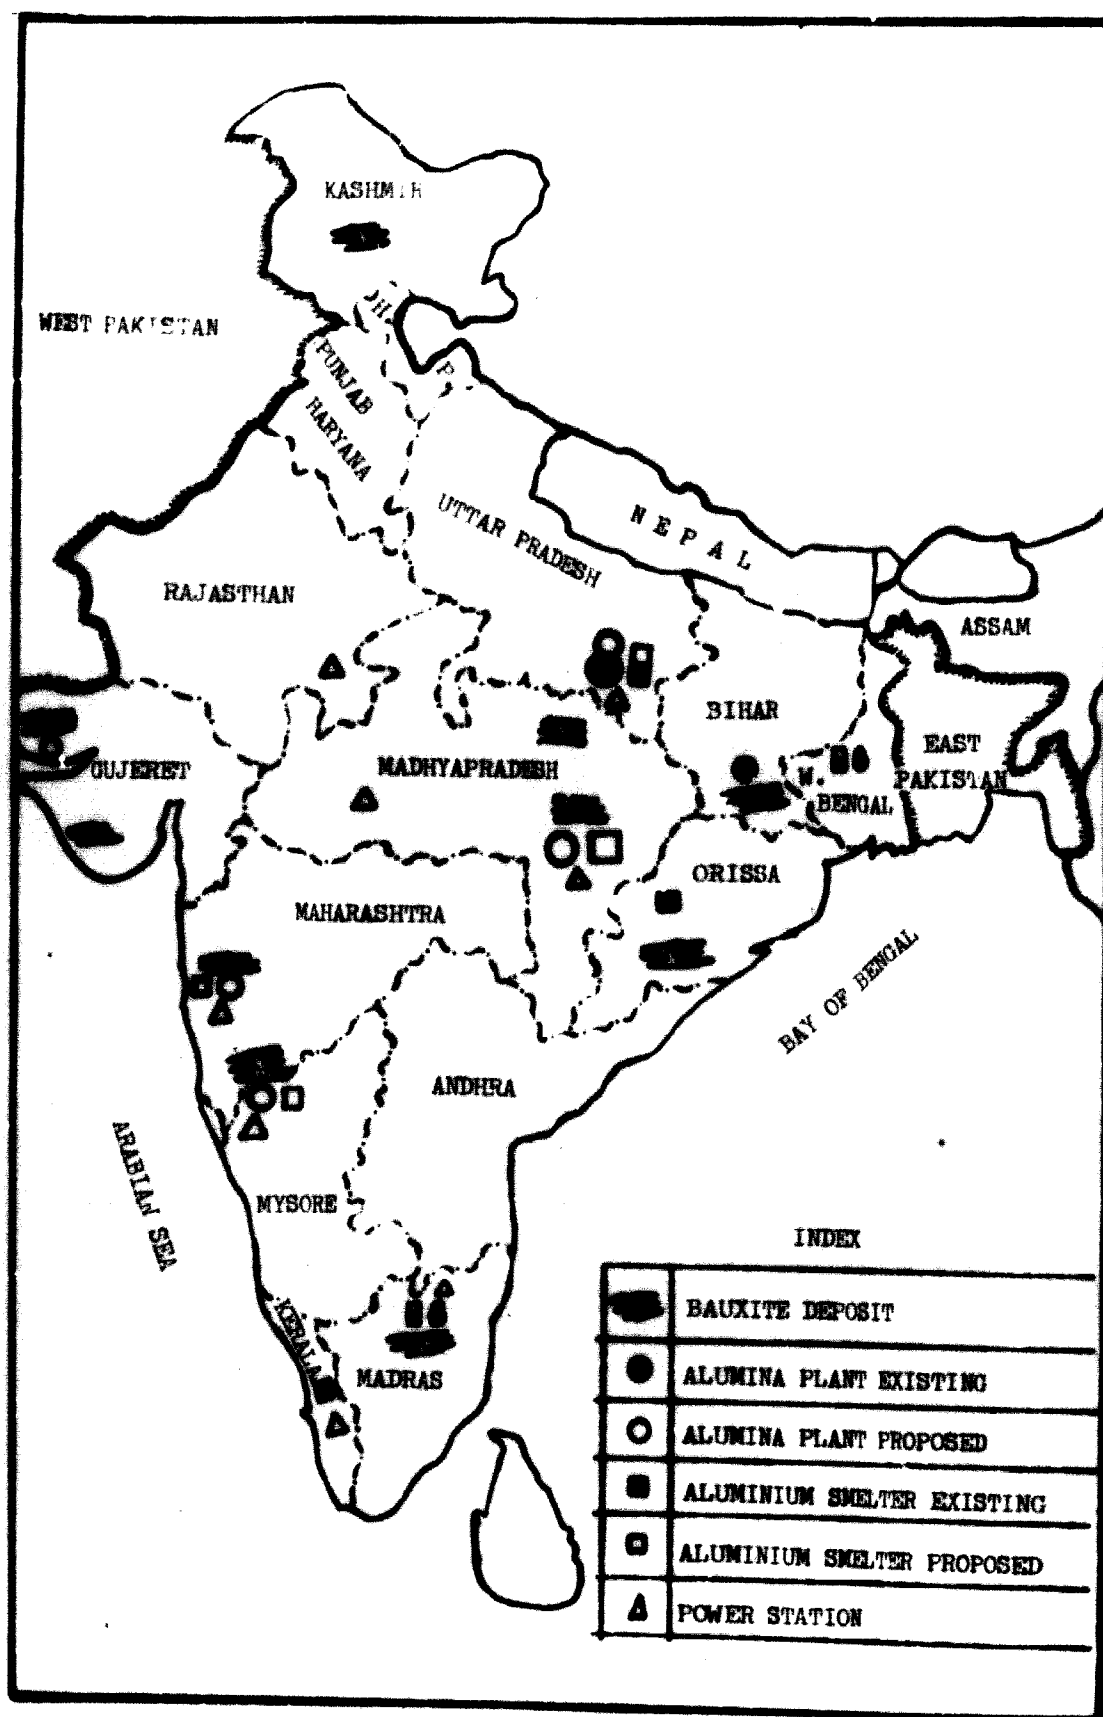 KASHMIR
WEST PAKISTAN
PUNJAB
HARYANA
UTTAR PRADESH
NEPAL
RAJASTHAN
ASSAM
BIHAR
EAST
PAKISTAN
GUJERET
MADHYAPRADESH
W.
BENGAL
ORISSA
MAHARASHTRA
BAY OF BENGAL
ANDHRA
ARABIAN SEA
MYSORE
KERALA
MADRAS
INDEX
BAUXITE DEPOSIT
ALUMINA PLANT EXISTING
ALUMINA PLANT PROPOSED
ALUMINIUM SMELTER EXISTING
ALUMINIUM SMELTER PROPOSED
POWER STATION